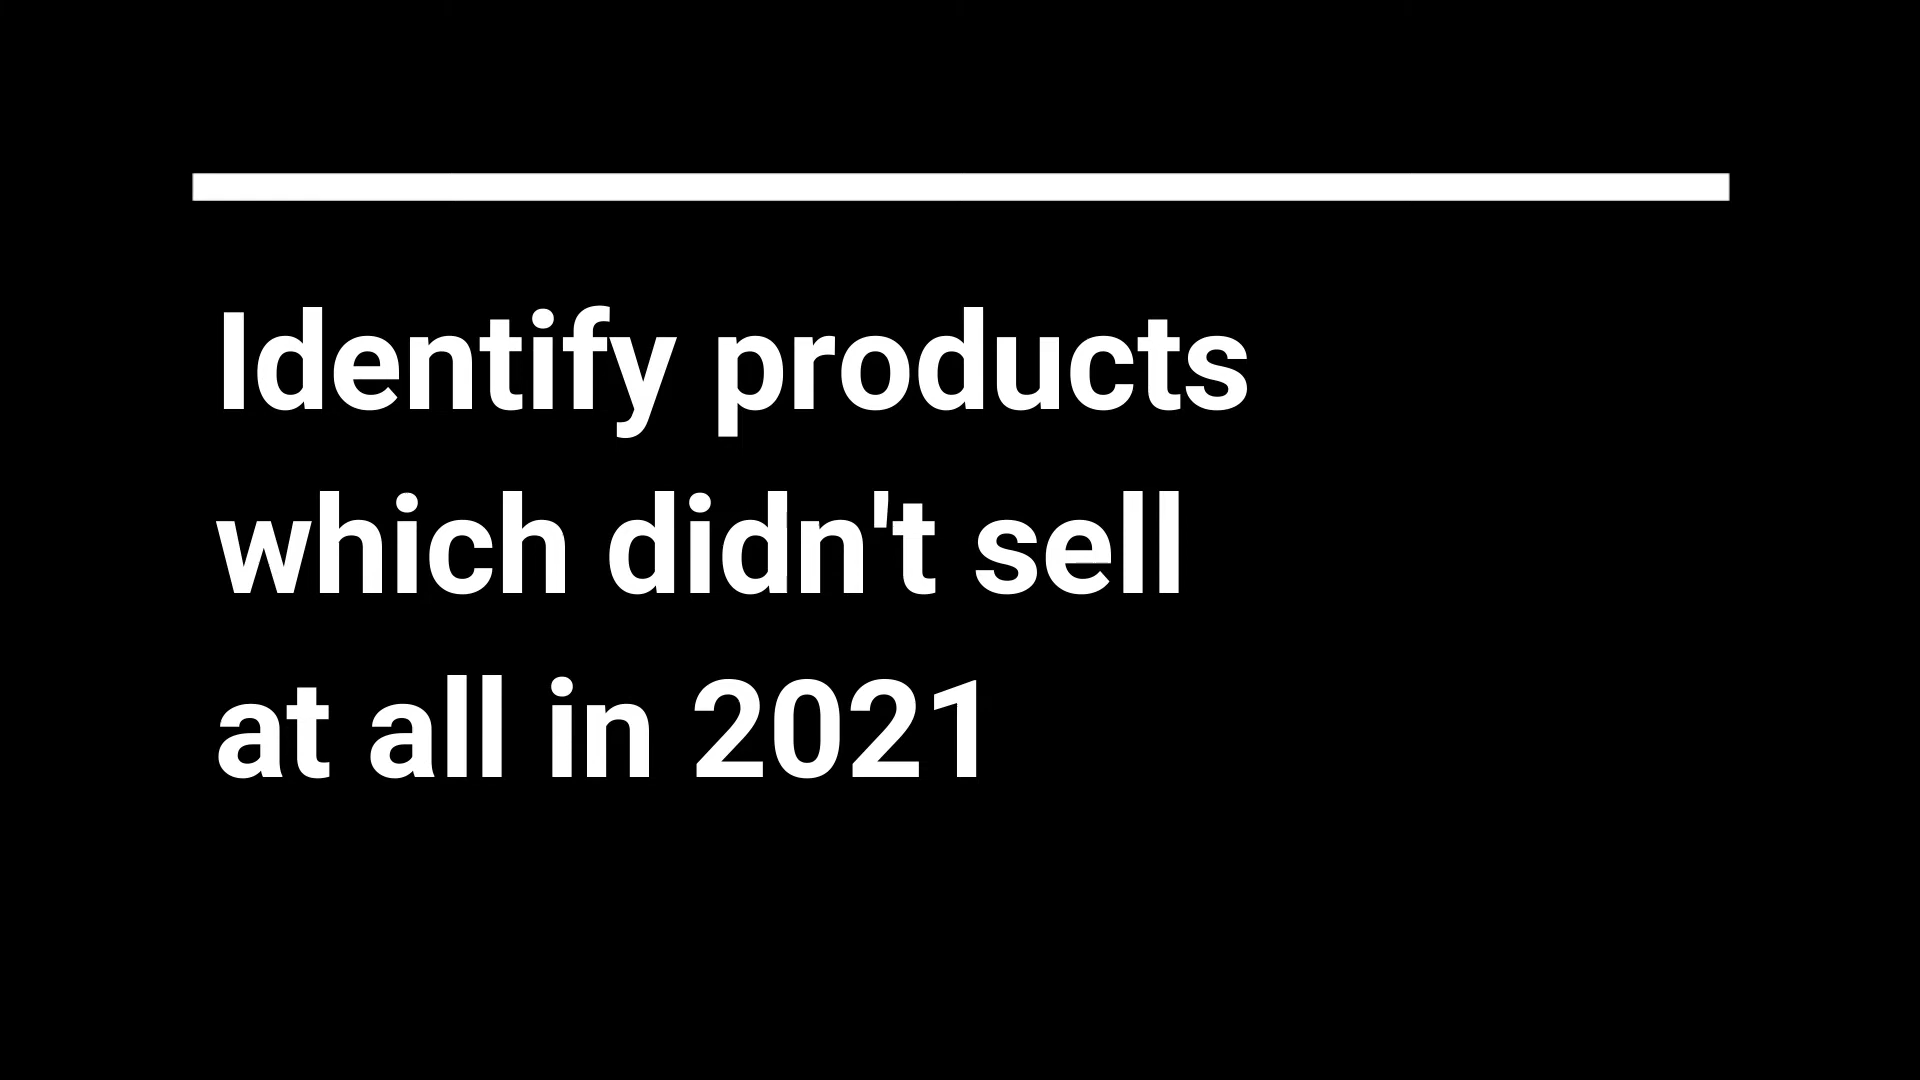 Identify products
which didn't sell
at all in 2021